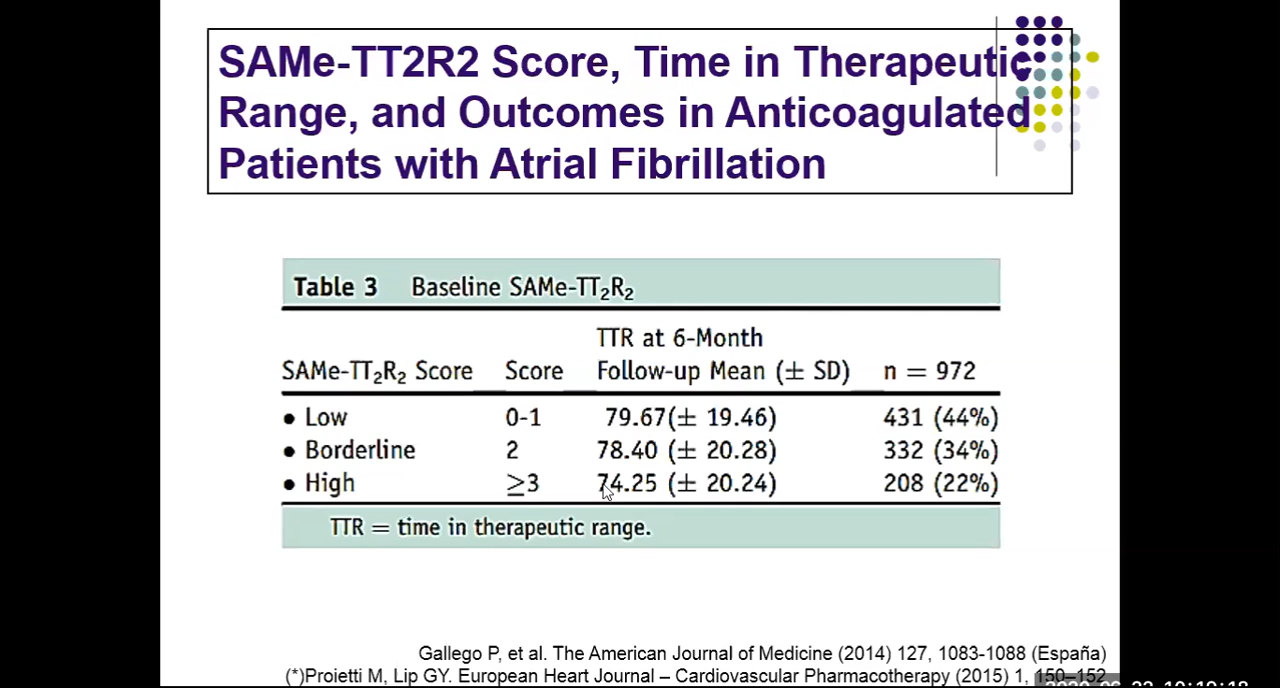 SAMe-TT2R2 Score, Time in Therapeutic
Range, and Outcomes in Anticoagulated
Patients with Atrial Fibrillation
Table 3 Baseline SAMe-TT₂R₂
TTR at 6-Month
SAMe-TT₂R₂ Score Score Follow-up Mean (± SD) n = 972
• Low 0-1 79.67(± 19.46) 431 (44%)
• Borderline 2 78.40 (± 20.28) 332 (34%)
• High ≥3 74.25 (± 20.24) 208 (22%)
TTR = time in therapeutic range.
Gallego P, et al. The American Journal of Medicine (2014) 127, 1083-1088 (España)
(*)Proietti M, Lip GY. European Heart Journal – Cardiovascular Pharmacotherapy (2015) 1, 150–152